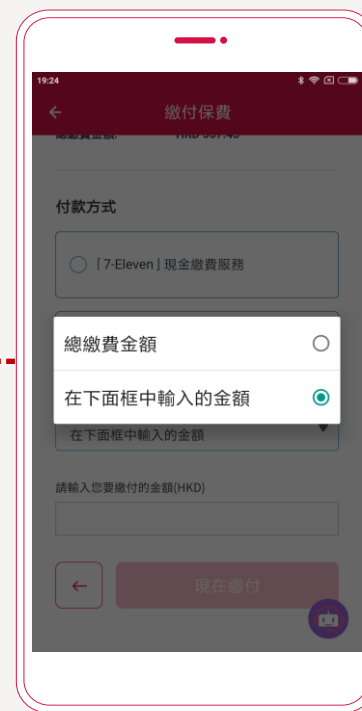 19:24
繳付保費
付款方式
「7-Eleven」現金繳費服務
總繳費金額
在下面框中輸入的金額
在下面框中輸入的金額
請輸入您要繳付的金額(HKD)
現在繳付